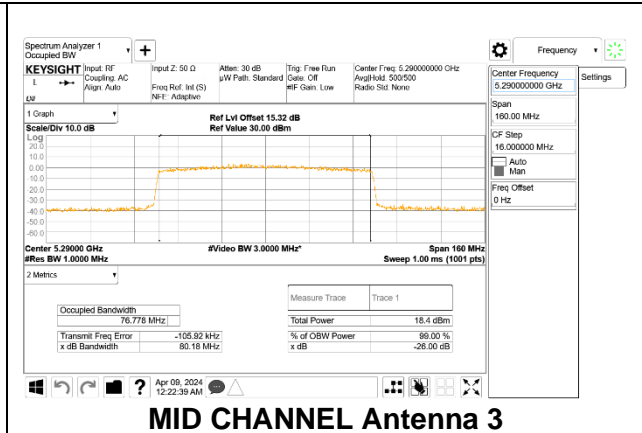 Spectrum Analyzer 1
Occupied BW
Frequency
KEYSIGHT
L
Input: RF
Coupling: AC
Align: Auto
Input Z: 50 Ω
Freq Ref: Int (S)
NFE: Adaptive
Atten: 30 dB
µW Path: Standard
Trig: Free Run
Gate: Off
#IF Gain: Low
Center Freq: 5.290000000 GHz
Avg|Hold: 500/500
Radio Std: None
Center Frequency
5.290000000 GHz
Settings
Span
160.00 MHz
CF Step
16.000000 MHz
Auto
Man
Freq Offset
0 Hz
1 Graph
Scale/Div 10.0 dB
Ref Lvl Offset 15.32 dB
Ref Value 30.00 dBm
Log
20.0
10.0
0.00
-10.0
-20.0
-30.0
-40.0
-50.0
-60.0
Center 5.29000 GHz
#Video BW 3.0000 MHz*
Span 160 MHz
#Res BW 1.0000 MHz
Sweep 1.00 ms (1001 pts)
2 Metrics
Measure Trace
Trace 1
Occupied Bandwidth
76.778 MHz
Total Power
18.4 dBm
Transmit Freq Error
-105.92 kHz
% of OBW Power
99.00 %
x dB Bandwidth
80.18 MHz
x dB
-26.00 dB
?
Apr 09, 2024
12:22:39 AM
MID CHANNEL Antenna 3